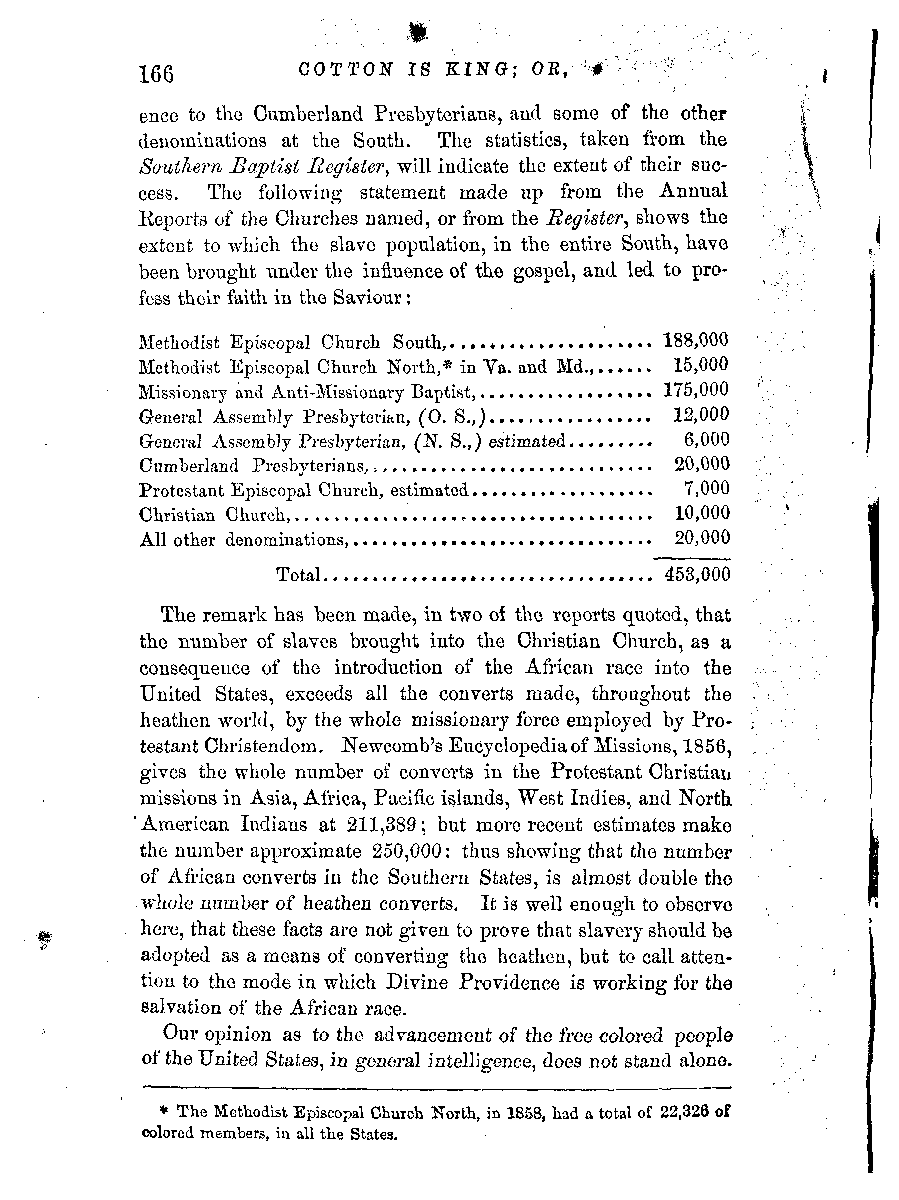 166 COTTON IS KING; OR,
ence to the Cumberland Presbyterians, and some of the other
denominations at the South. The statistics, taken from the
Southern Baptist Register, will indicate the extent of their suc-
cess. The following statement made up from the Annual
Reports of the Churches named, or from the Register, shows the
extent to which the slave population, in the entire South, have
been brought under the influence of the gospel, and led to pro-
fess their faith in the Saviour:
Methodist Episcopal Church South,..................... 188,000
Methodist Episcopal Church North,* in Va. and Md.,...... 15,000
Missionary and Anti-Missionary Baptist,.................. 175,000
General Assembly Presbyterian, (O. S.,)................. 12,000
General Assembly Presbyterian, (N. S.,) estimated......... 6,000
Cumberland Presbyterians,............................. 20,000
Protestant Episcopal Church, estimated................... 7,000
Christian Church,..................................... 10,000
All other denominations,............................... 20,000
Total.................................. 453,000
The remark has been made, in two of the reports quoted, that
the number of slaves brought into the Christian Church, as a
consequence of the introduction of the African race into the
United States, exceeds all the converts made, throughout the
heathen world, by the whole missionary force employed by Pro-
testant Christendom. Newcomb's Encyclopedia of Missions, 1856,
gives the whole number of converts in the Protestant Christian
missions in Asia, Africa, Pacific islands, West Indies, and North
American Indians at 211,389; but more recent estimates make
the number approximate 250,000: thus showing that the number
of African converts in the Southern States, is almost double the
whole number of heathen converts. It is well enough to observe
here, that these facts are not given to prove that slavery should be
adopted as a means of converting the heathen, but to call atten-
tion to the mode in which Divine Providence is working for the
salvation of the African race.
Our opinion as to the advancement of the free colored people
of the United States, in general intelligence, does not stand alone.
* The Methodist Episcopal Church North, in 1858, had a total of 22,326 of
colored members, in all the States.